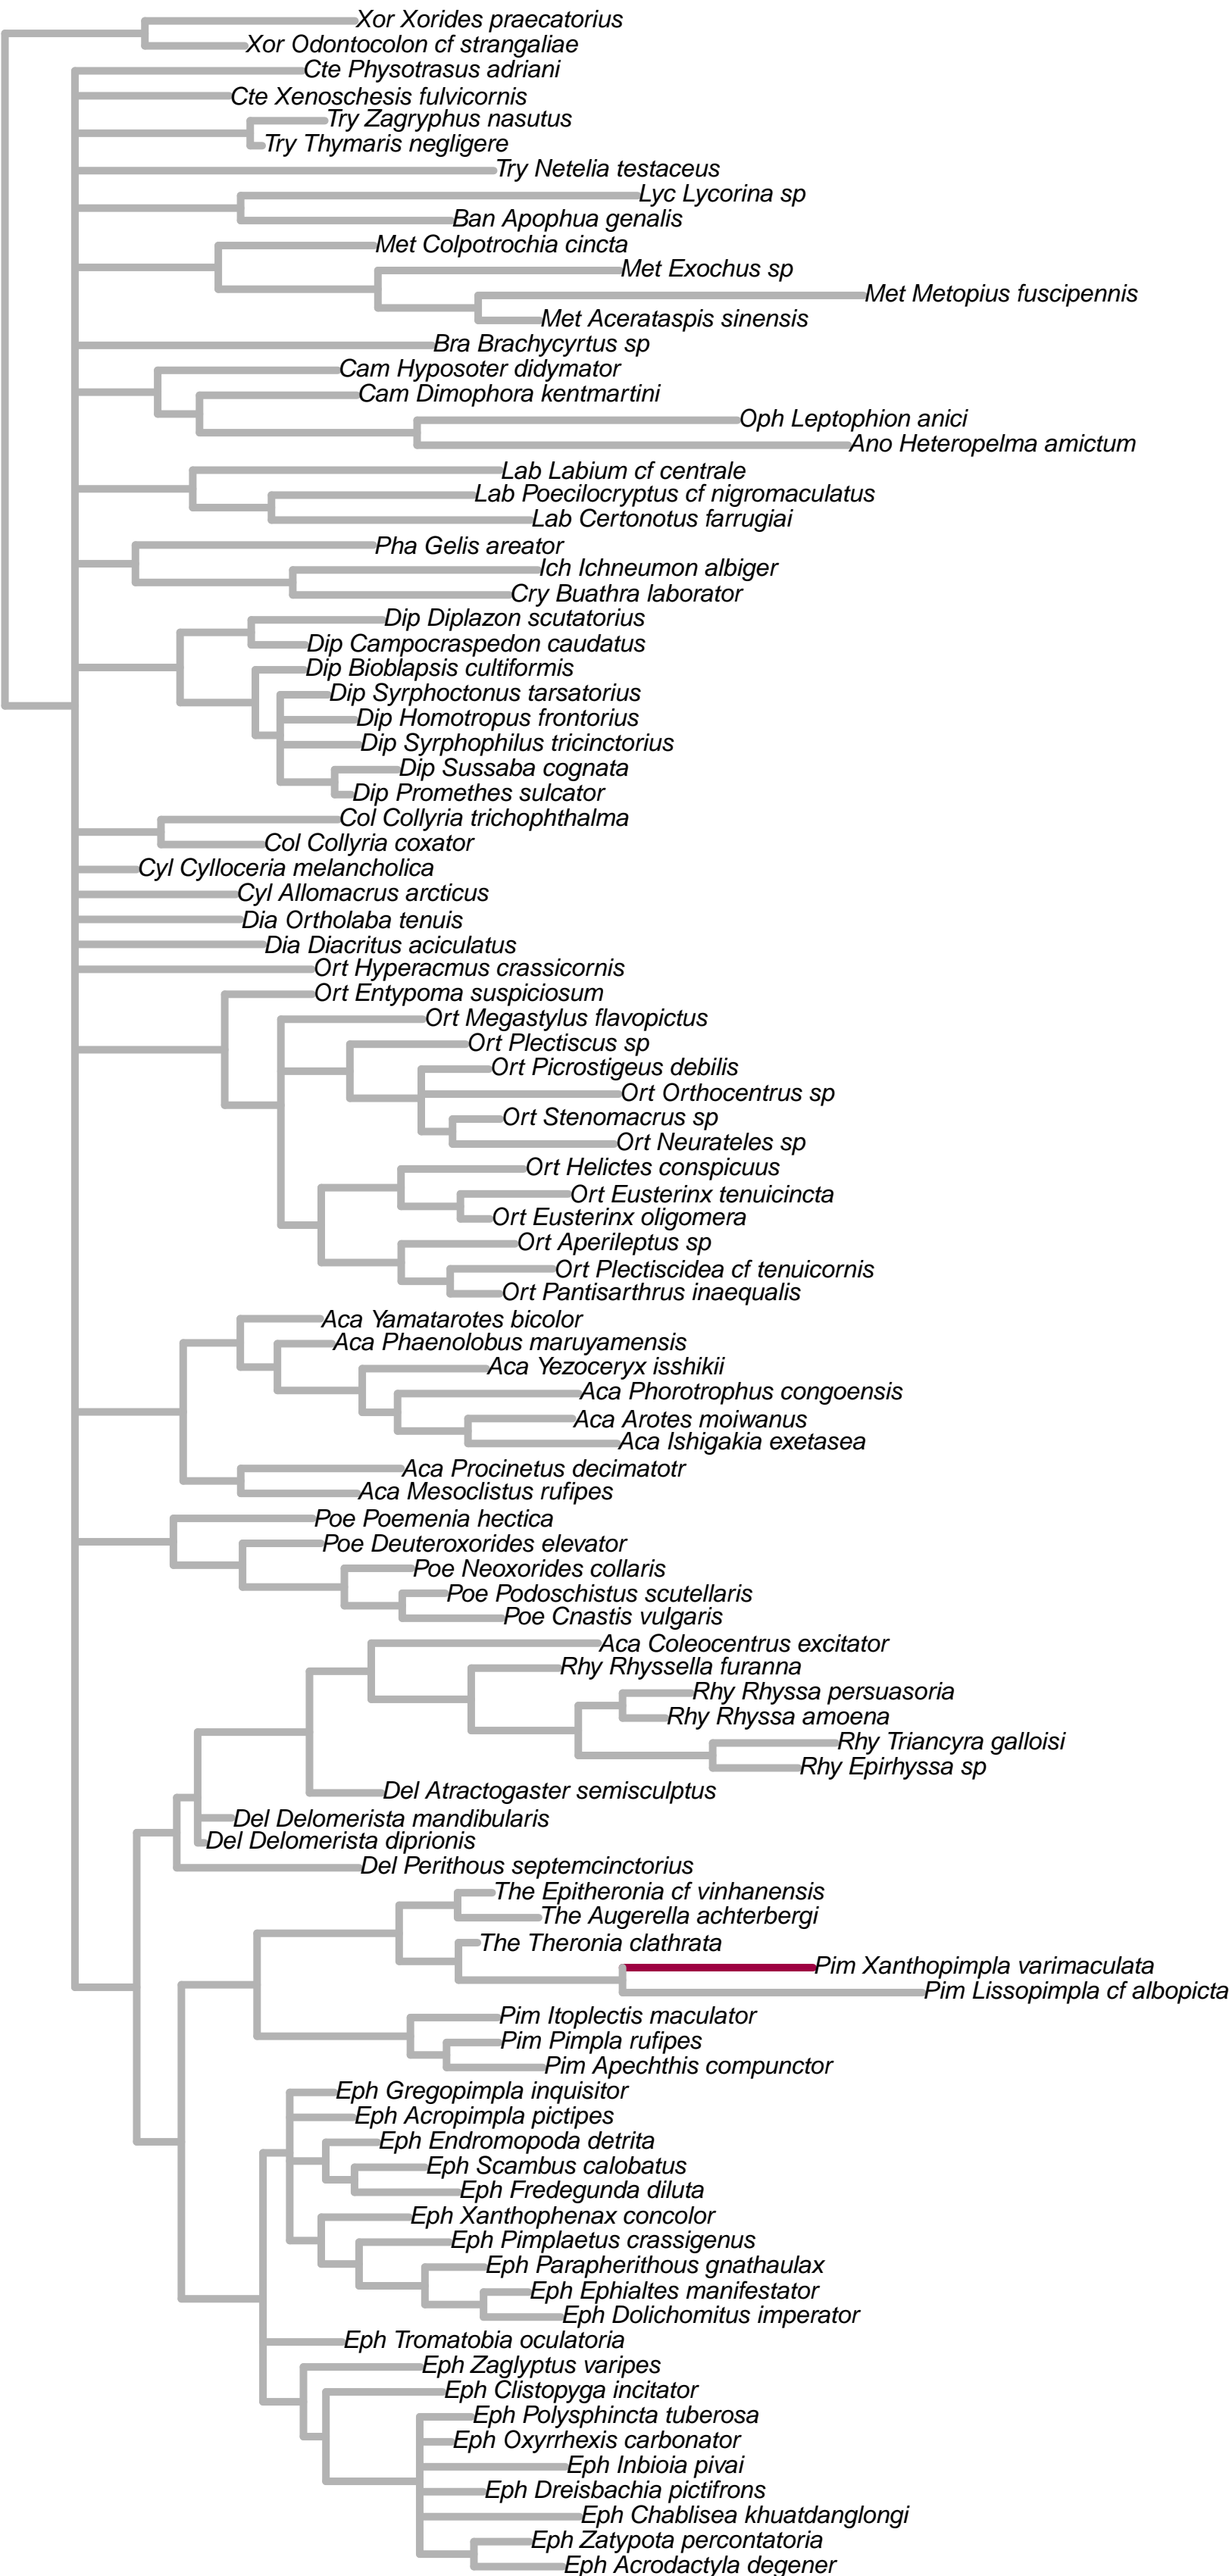 Xor Xorides praecatorius
Xor Odontocolon cf strangaliae
Cte Physotrasus adriani
Cte Xenoschesis fulvicornis
Try Zagryphus nasutus
Try Thymaris negligere
Try Netelia testaceus
Lyc Lycorina sp
Ban Apophua genalis
Met Colpotrochia cincta
Met Exochus sp
Met Metopius fuscipennis
Met Acerataspis sinensis
Bra Brachycyrtus sp
Cam Hyposoter didymator
Cam Dimophora kentmartini
Oph Leptophion anici
Ano Heteropelma amictum
Lab Labium cf centrale
Lab Poecilocryptus cf nigromaculatus
Lab Certonotus farrugiai
Pha Gelis areator
Ich Ichneumon albiger
Cry Buathra laborator
Dip Diplazon scutatorius
Dip Campocraspedon caudatus
Dip Bioblapsis cultiformis
Dip Syrphoctonus tarsatorius
Dip Homotropus frontorius
Dip Syrphophilus tricinctorius
Dip Sussaba cognata
Dip Promethes sulcator
Col Collyria trichophthalma
Col Collyria coxator
Cyl Cylloceria melancholica
Cyl Allomacrus arcticus
Dia Ortholaba tenuis
Dia Diacritus aciculatus
Ort Hyperacmus crassicornis
Ort Entypoma suspiciosum
Ort Megastylus flavopictus
Ort Plectiscus sp
Ort Picrostigeus debilis
Ort Orthocentrus sp
Ort Stenomacrus sp
Ort Neurateles sp
Ort Helictes conspicuus
Ort Eusterinx tenuicincta
Ort Eusterinx oligomera
Ort Aperileptus sp
Ort Plectiscidea cf tenuicornis
Ort Pantisarthrus inaequalis
Aca Yamatarotes bicolor
Aca Phaenolobus maruyamensis
Aca Yezoceryx isshikii
Aca Phorotrophus congoensis
Aca Arotes moiwanus
Aca Ishigakia exetasea
Aca Procinetus decimatotr
Aca Mesoclistus rufipes
Poe Poemenia hectica
Poe Deuteroxorides elevator
Poe Neoxorides collaris
Poe Podoschistus scutellaris
Poe Cnastis vulgaris
Aca Coleocentrus excitator
Rhy Rhyssella furanna
Rhy Rhyssa persuasoria
Rhy Rhyssa amoena
Rhy Triancyra galloisi
Rhy Epirhyssa sp
Del Atractogaster semisculptus
Del Delomerista mandibularis
Del Delomerista diprionis
Del Perithous septemcinctorius
The Epitheronia cf vinhanensis
The Augerella achterbergi
The Theronia clathrata
Pim Xanthopimpla varimaculata
Pim Lissopimpla cf albopicta
Pim Itoplectis maculator
Pim Pimpla rufipes
Pim Apechthis compunctor
Eph Gregopimpla inquisitor
Eph Acropimpla pictipes
Eph Endromopoda detrita
Eph Scambus calobatus
Eph Fredegunda diluta
Eph Xanthophenax concolor
Eph Pimplaetus crassigenus
Eph Parapherithous gnathaulax
Eph Ephialtes manifestator
Eph Dolichomitus imperator
Eph Tromatobia oculatoria
Eph Zaglyptus varipes
Eph Clistopyga incitator
Eph Polysphincta tuberosa
Eph Oxyrrhexis carbonator
Eph Inbioia pivai
Eph Dreisbachia pictifrons
Eph Chablisea khuatdanglongi
Eph Zatypota percontatoria
Eph Acrodactyla degener